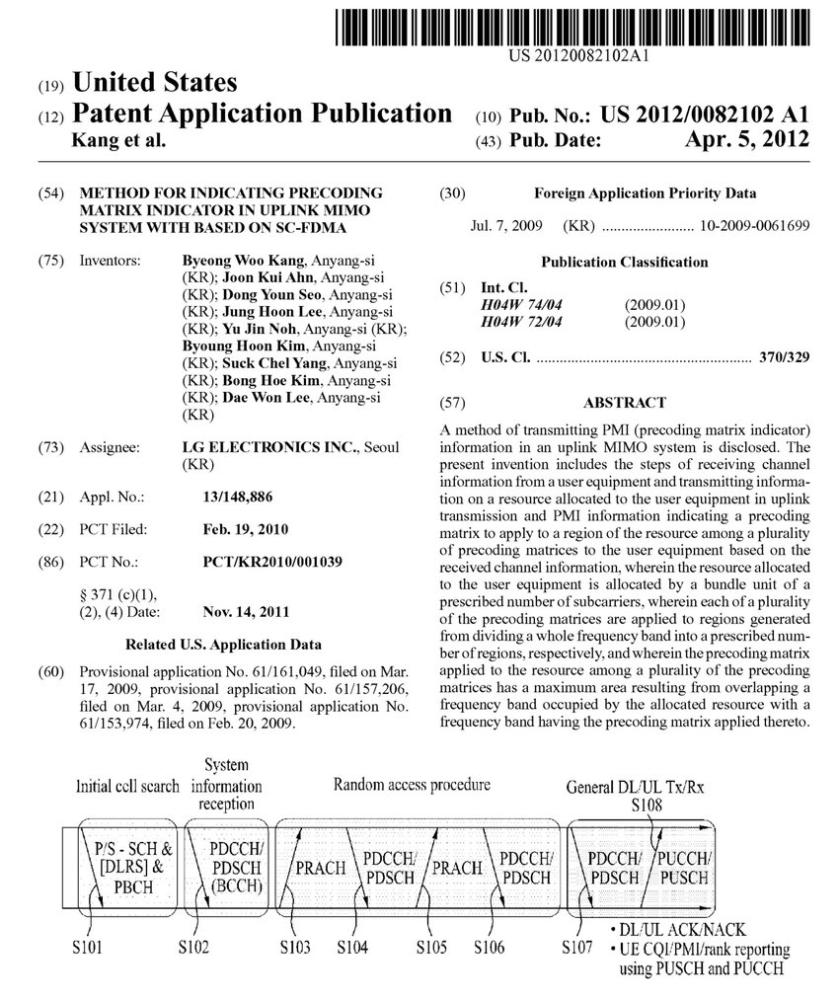 US 20120082102A1
(19) United States
(12) Patent Application Publication
Kang et al.
(10) Pub. No.: US 2012/0082102 A1
(43) Pub. Date: Apr. 5, 2012
(54) METHOD FOR INDICATING PRECODING
MATRIX INDICATOR IN UPLINK MIMO
SYSTEM WITH BASED ON SC-FDMA
(75) Inventors: Byeong Woo Kang, Anyang-si
(KR); Joon Kui Ahn, Anyang-si
(KR); Dong Youn Seo, Anyang-si
(KR); Jung Hoon Lee, Anyang-si
(KR); Yu Jin Noh, Anyang-si (KR);
Byoung Hoon Kim, Anyang-si
(KR); Suck Chel Yang, Anyang-si
(KR); Bong Hoe Kim, Anyang-si
(KR); Dae Won Lee, Anyang-si
(KR)
(73) Assignee: LG ELECTRONICS INC., Seoul
(KR)
(21) Appl. No.: 13/148,886
(22) PCT Filed: Feb. 19, 2010
(86) PCT No.: PCT/KR2010/001039
§ 371 (c)(1),
(2), (4) Date: Nov. 14, 2011
Related U.S. Application Data
(60) Provisional application No. 61/161,049, filed on Mar.
17, 2009, provisional application No. 61/157,206,
filed on Mar. 4, 2009, provisional application No.
61/153,974, filed on Feb. 20, 2009.
(30) Foreign Application Priority Data
Jul. 7, 2009 (KR) ........................ 10-2009-0061699
Publication Classification
(51) Int. Cl.
H04W 74/04 (2009.01)
H04W 72/04 (2009.01)
(52) U.S. Cl. ........................................................ 370/329
(57) ABSTRACT
A method of transmitting PMI (precoding matrix indicator)
information in an uplink MIMO system is disclosed. The
present invention includes the steps of receiving channel
information from a user equipment and transmitting informa-
tion on a resource allocated to the user equipment in uplink
transmission and PMI information indicating a precoding
matrix to apply to a region of the resource among a plurality
of precoding matrices to the user equipment based on the
received channel information, wherein the resource allocated
to the user equipment is allocated by a bundle unit of a
prescribed number of subcarriers, wherein each of a plurality
of the precoding matrices are applied to regions generated
from dividing a whole frequency band into a prescribed num-
ber of regions, respectively, and wherein the precoding matrix
applied to the resource among a plurality of the precoding
matrices has a maximum area resulting from overlapping a
frequency band occupied by the allocated resource with a
frequency band having the precoding matrix applied thereto.
Initial cell search
System
information
reception
Random access procedure
General DL/UL Tx/Rx
S108
P/S - SCH &
[DLRS] &
PBCH
PDCCH/
PDSCH
(BCCH)
PRACH
PDCCH/
PDSCH
PRACH
PDCCH/
PDSCH
PDCCH/
PDSCH
PUCCH/
PUSCH
S101
S102
S103
S104
S105
S106
S107
• DL/UL ACK/NACK
• UE CQI/PMI/rank reporting
using PUSCH and PUCCH